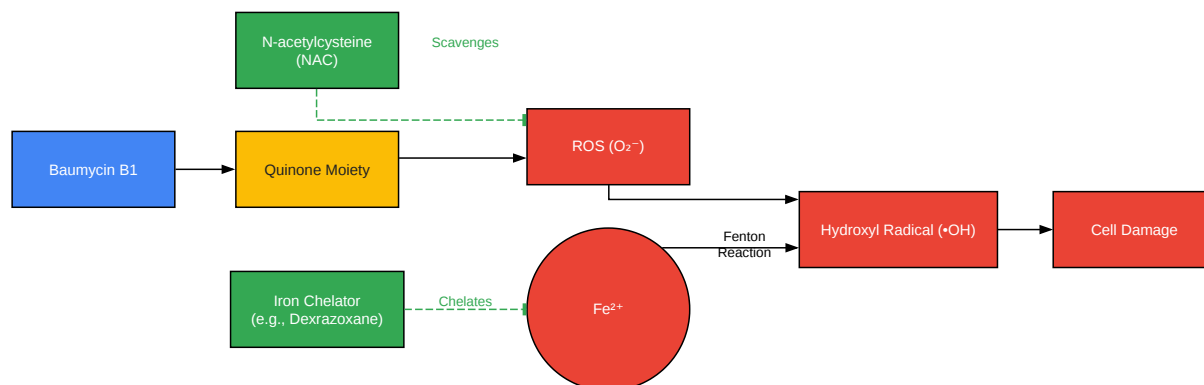 N-acetylcysteine
(NAC)
Scavenges
Baumycin B1
Quinone Moiety
ROS (O₂⁻)
Fenton
Reaction
Hydroxyl Radical (•OH)
Cell Damage
Iron Chelator
(e.g., Dexrazoxane)
Chelates
Fe²⁺